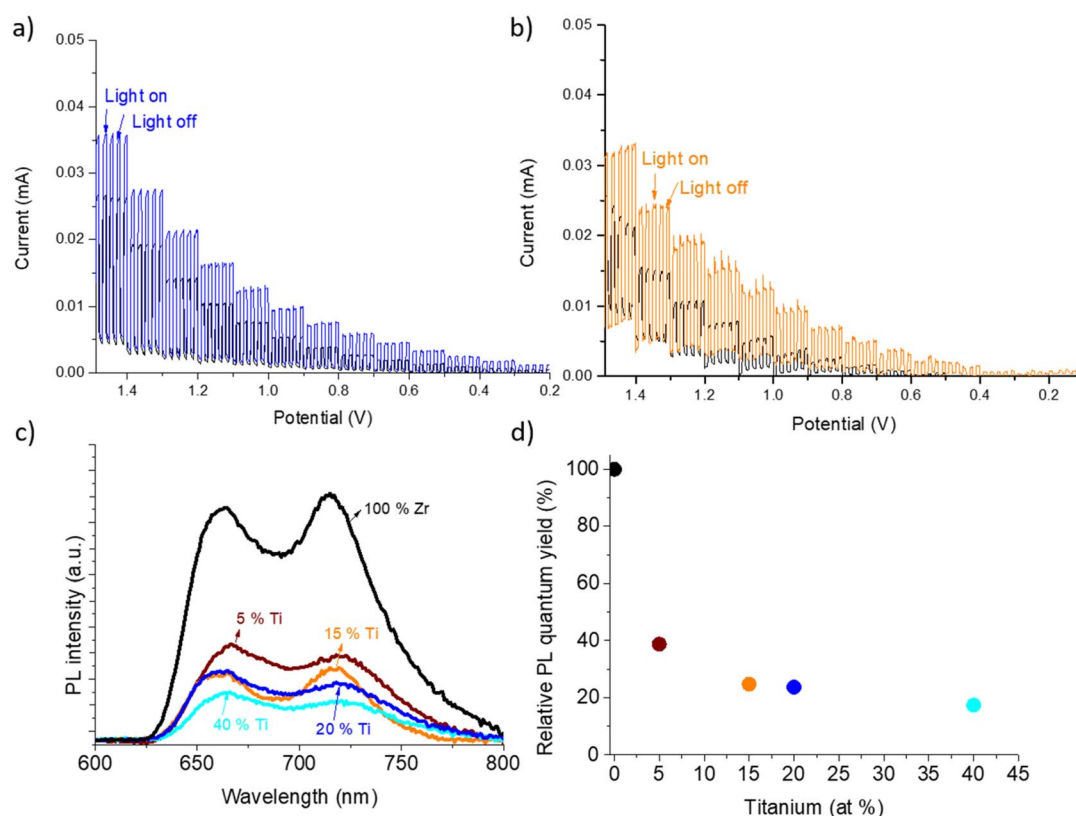 a)
0.05
0.04
0.03
0.02
0.01
0.00
Current (mA)
Light on
Light off
1.4 1.2 1.0 0.8 0.6 0.4 0.2
Potential (V)
b)
0.05
0.04
0.03
0.02
0.01
0.00
Current (mA)
Light on
Light off
1.4 1.2 1.0 0.8 0.6 0.4 0.2
Potential (V)
c)
PL intensity (a.u.)
100 % Zr
5 % Ti
15 % Ti
40 % Ti
20 % Ti
600 650 700 750 800
Wavelength (nm)
d)
Relative PL quantum yield (%)
100
80
60
40
20
0
0 5 10 15 20 25 30 35 40 45
Titanium (at %)